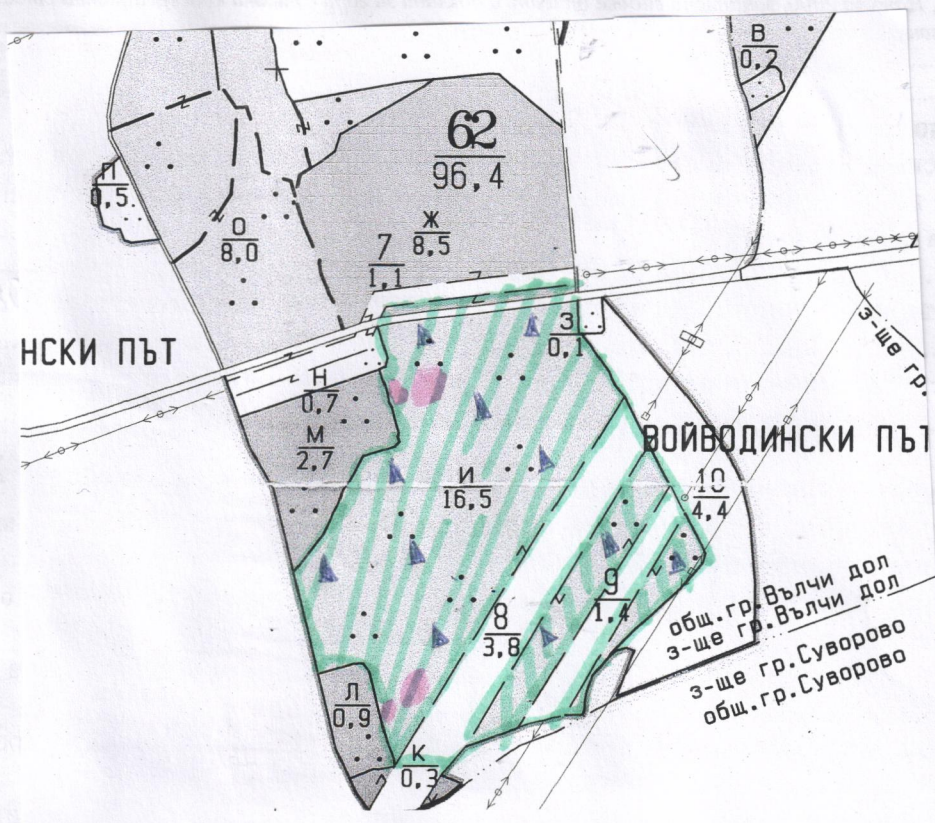 В
0,2
62
96,4
П
0,5
О
8,0
Ж
8,5
7
1,1
З
0,1
з-ще гр.
НСКИ ПЪТ
Н
0,7
М
2,7
ВОЙВОДИНСКИ ПЪТ
И
16,5
10
4,4
9
1,4
8
3,8
общ.гр.Вълчи дол
з-ще гр.Вълчи дол
з-ще гр.Суворово
общ.гр.Суворово
Л
0,9
К
0,3